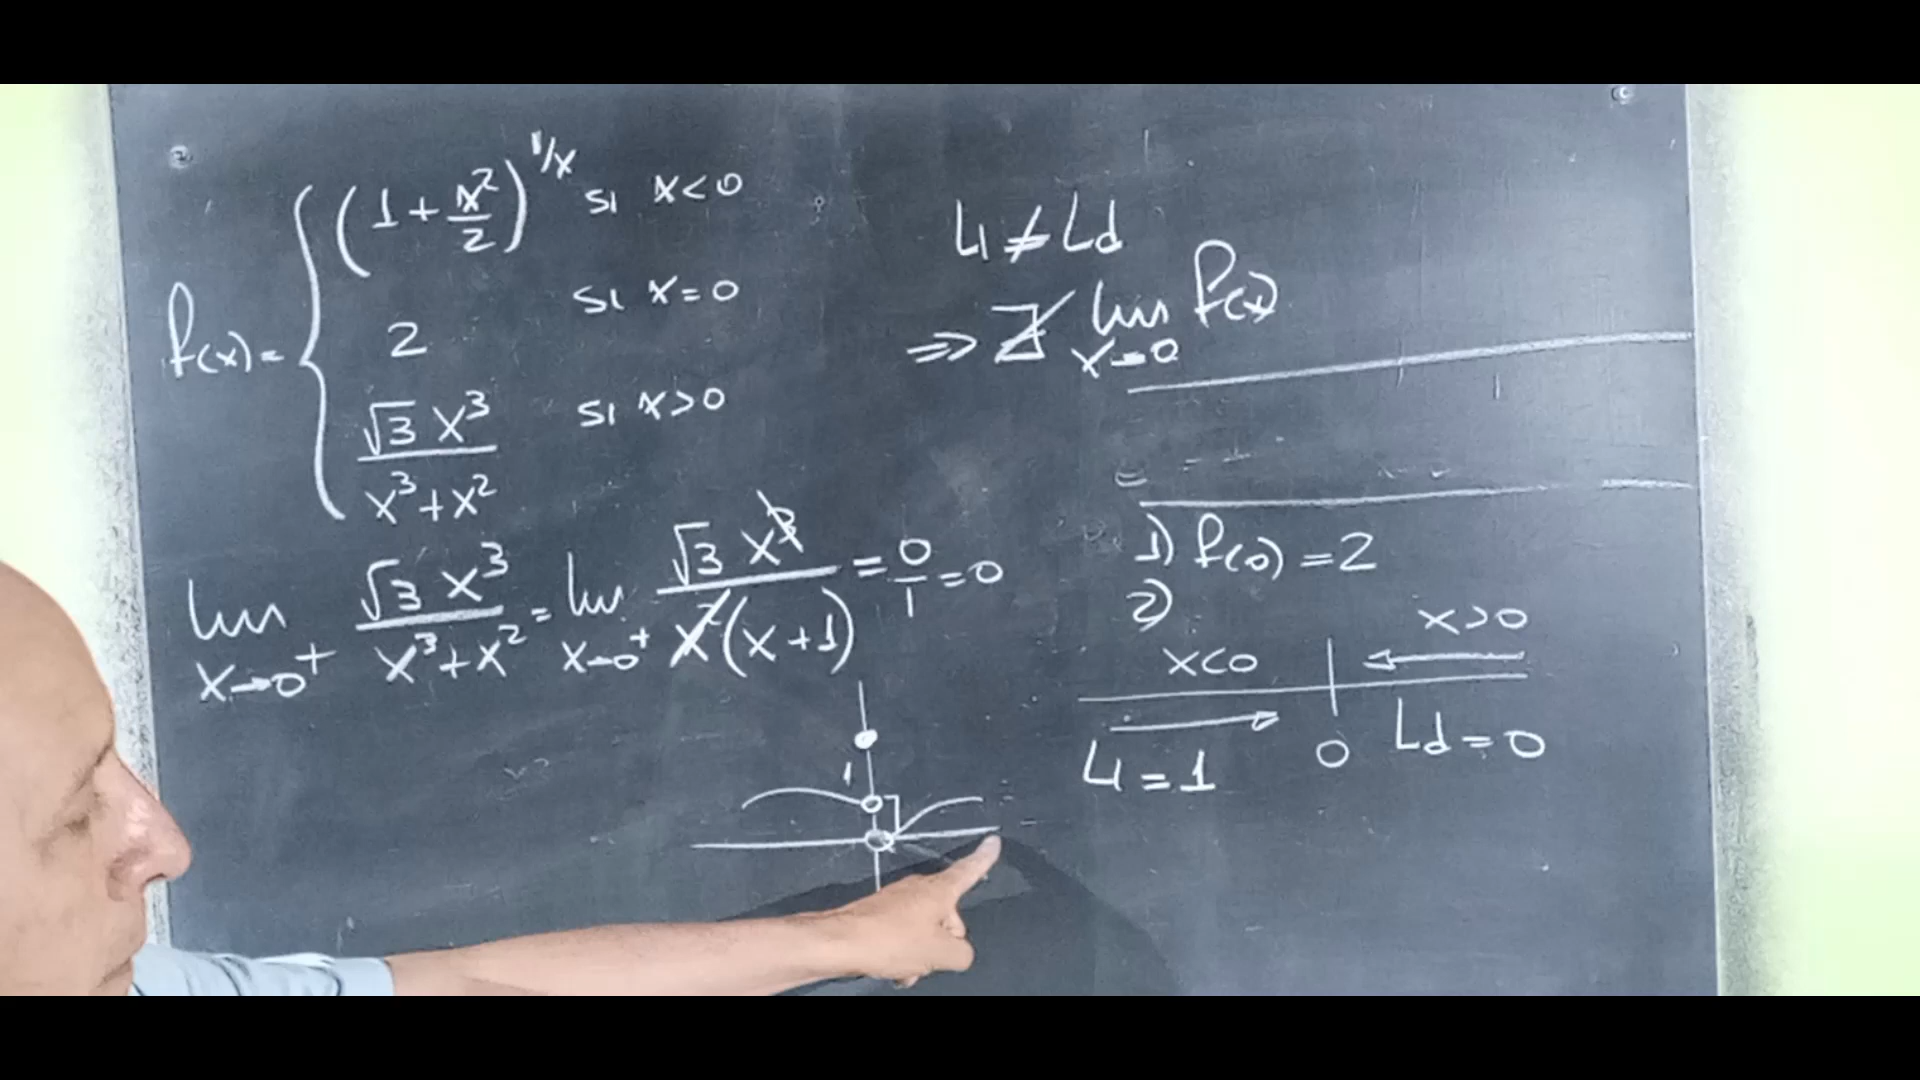 f(x) = { (1 + x²/2)^(1/x) si x < 0
2 si x = 0
√3 x³ / (x³ + x²) si x > 0
lim x→0⁺ √3 x³ / (x³ + x²) = lim x→0⁺ √3 x³ / (x² (x + 1)) = 0/1 = 0
1
Li ≠ Ld
⇒ ∄ lim x→0 f(x)
1) f(0) = 2
2)
x < 0 x > 0
Li = 1 0 Ld = 0